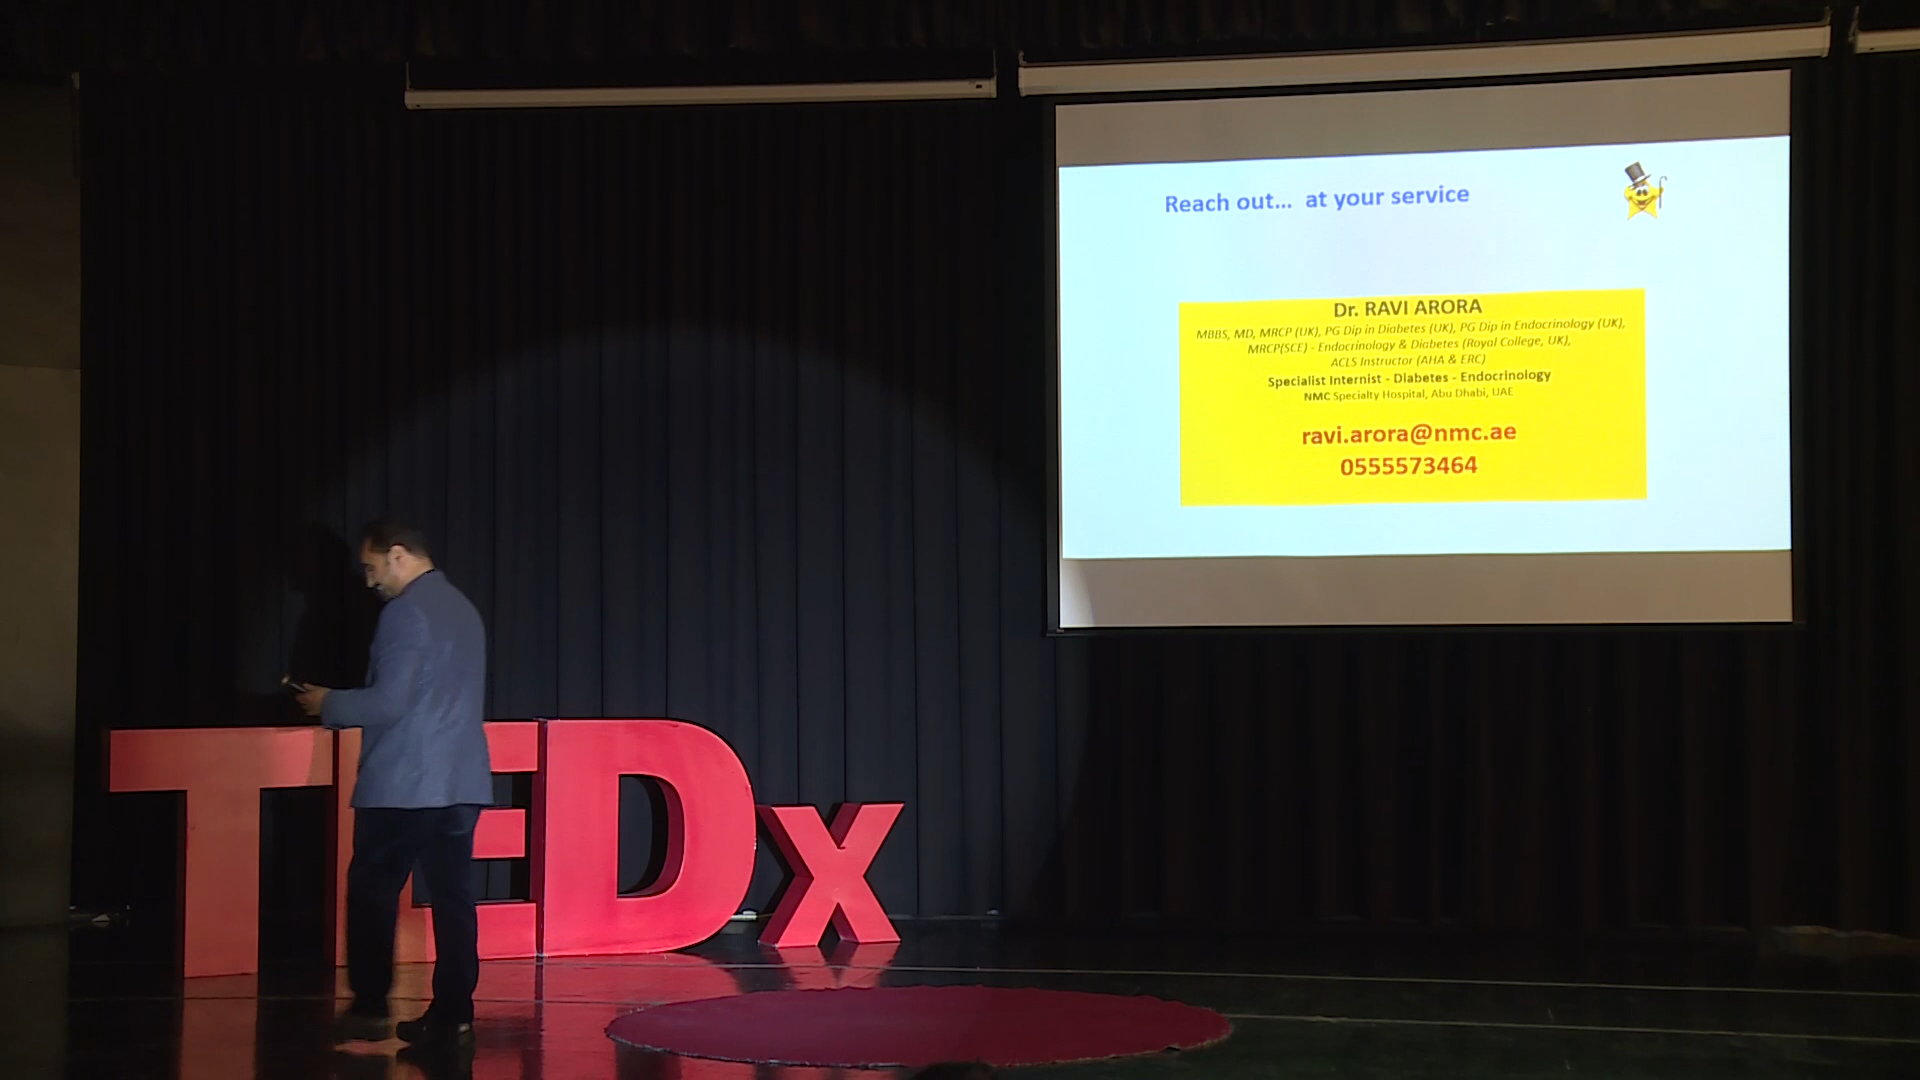 Reach out... at your service
Dr. RAVI ARORA
MBBS, MD, MRCP (UK), PG Dip in Diabetes (UK), PG Dip in Endocrinology (UK),
MRCP(SCE) - Endocrinology & Diabetes (Royal College, UK),
ACLS Instructor (AHA & ERC)
Specialist Internist - Diabetes - Endocrinology
NMC Specialty Hospital, Abu Dhabi, UAE
ravi.arora@nmc.ae
0555573464
TEDx